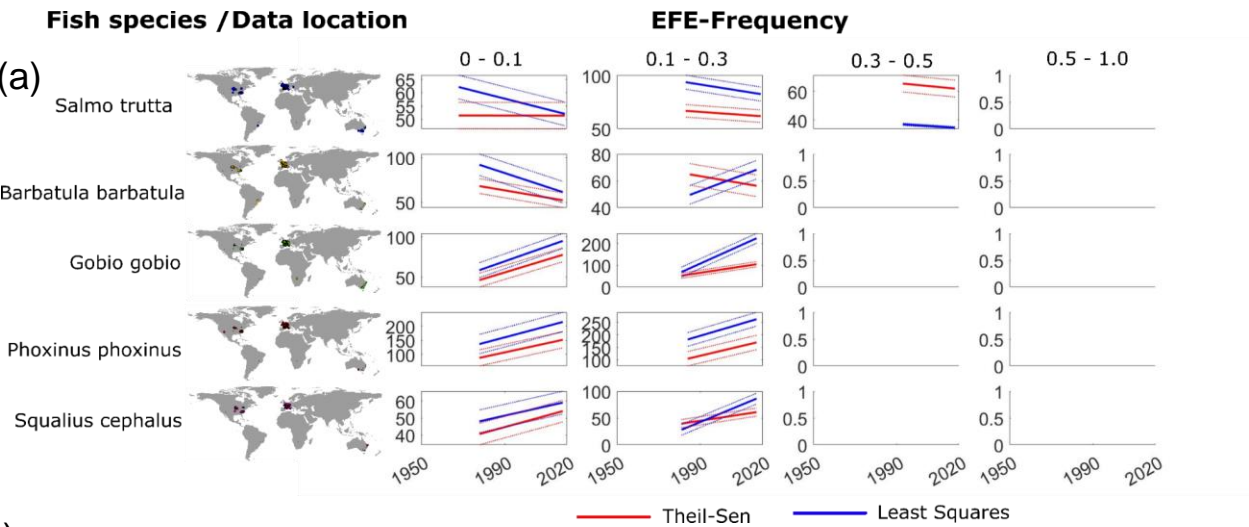 Fish species /Data location EFE-Frequency
(a) 0 - 0.1 0.1 - 0.3 0.3 - 0.5 0.5 - 1.0
Salmo trutta
65 60 55 50
100 50
60 40
1 0.5 0
Barbatula barbatula
100 50
80 60 40
1 0.5 0
1 0.5 0
Gobio gobio
100 50
200 100 0
1 0.5 0
1 0.5 0
Phoxinus phoxinus
200 150 100
250 200 150 100
1 0.5 0
1 0.5 0
Squalius cephalus
60 50 40
100 50 0
1 0.5 0
1 0.5 0
1950 1990 2020 1950 1990 2020 1950 1990 2020 1950 1990 2020
Theil-Sen Least Squares